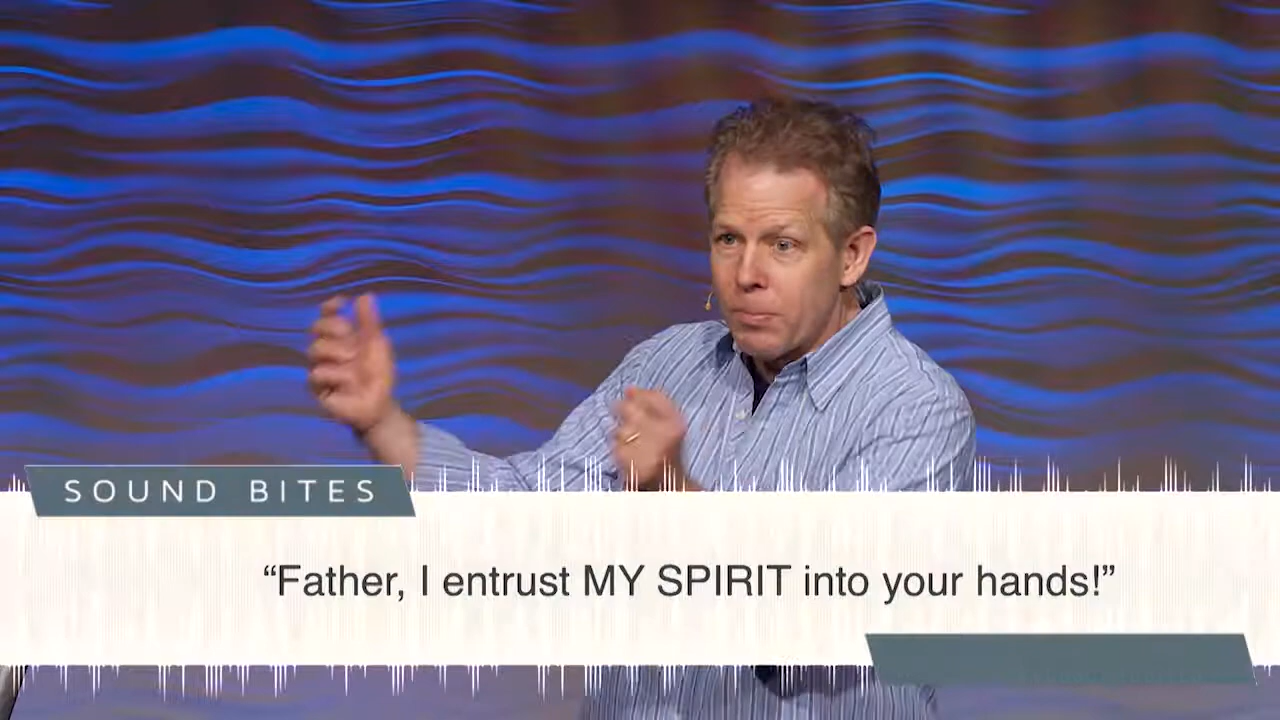 SOUND BITES
“Father, I entrust MY SPIRIT into your hands!”